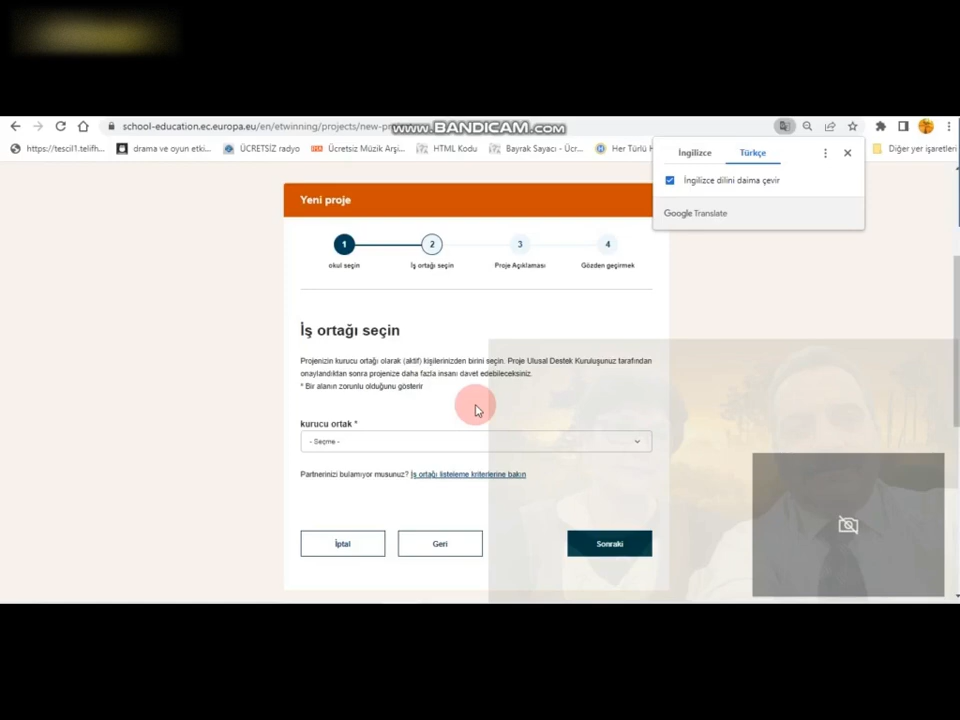 www.BANDICAM.com
school-education.ec.europa.eu/en/etwinning/projects/new-pr
https://tescil1.telifh... drama ve oyun etki... ÜCRETSİZ radyo Ücretsiz Müzik Arşi... HTML Kodu Bayrak Sayacı - Ücr... Her Türlü H Diğer yer işaretleri
İngilizce Türkçe
İngilizce dilini daima çevir
Google Translate
Yeni proje
1 2 3 4
okul seçin İş ortağı seçin Proje Açıklaması Gözden geçirmek
İş ortağı seçin
Projenizin kurucu ortağı olarak (aktif) kişilerinizden birini seçin. Proje Ulusal Destek Kuruluşunuz tarafından
onaylandıktan sonra projenize daha fazla insanı davet edebileceksiniz.
* Bir alanın zorunlu olduğunu gösterir
kurucu ortak *
- Seçme -
Partnerinizi bulamıyor musunuz? İş ortağı listeleme kriterlerine bakın
İptal Geri Sonraki